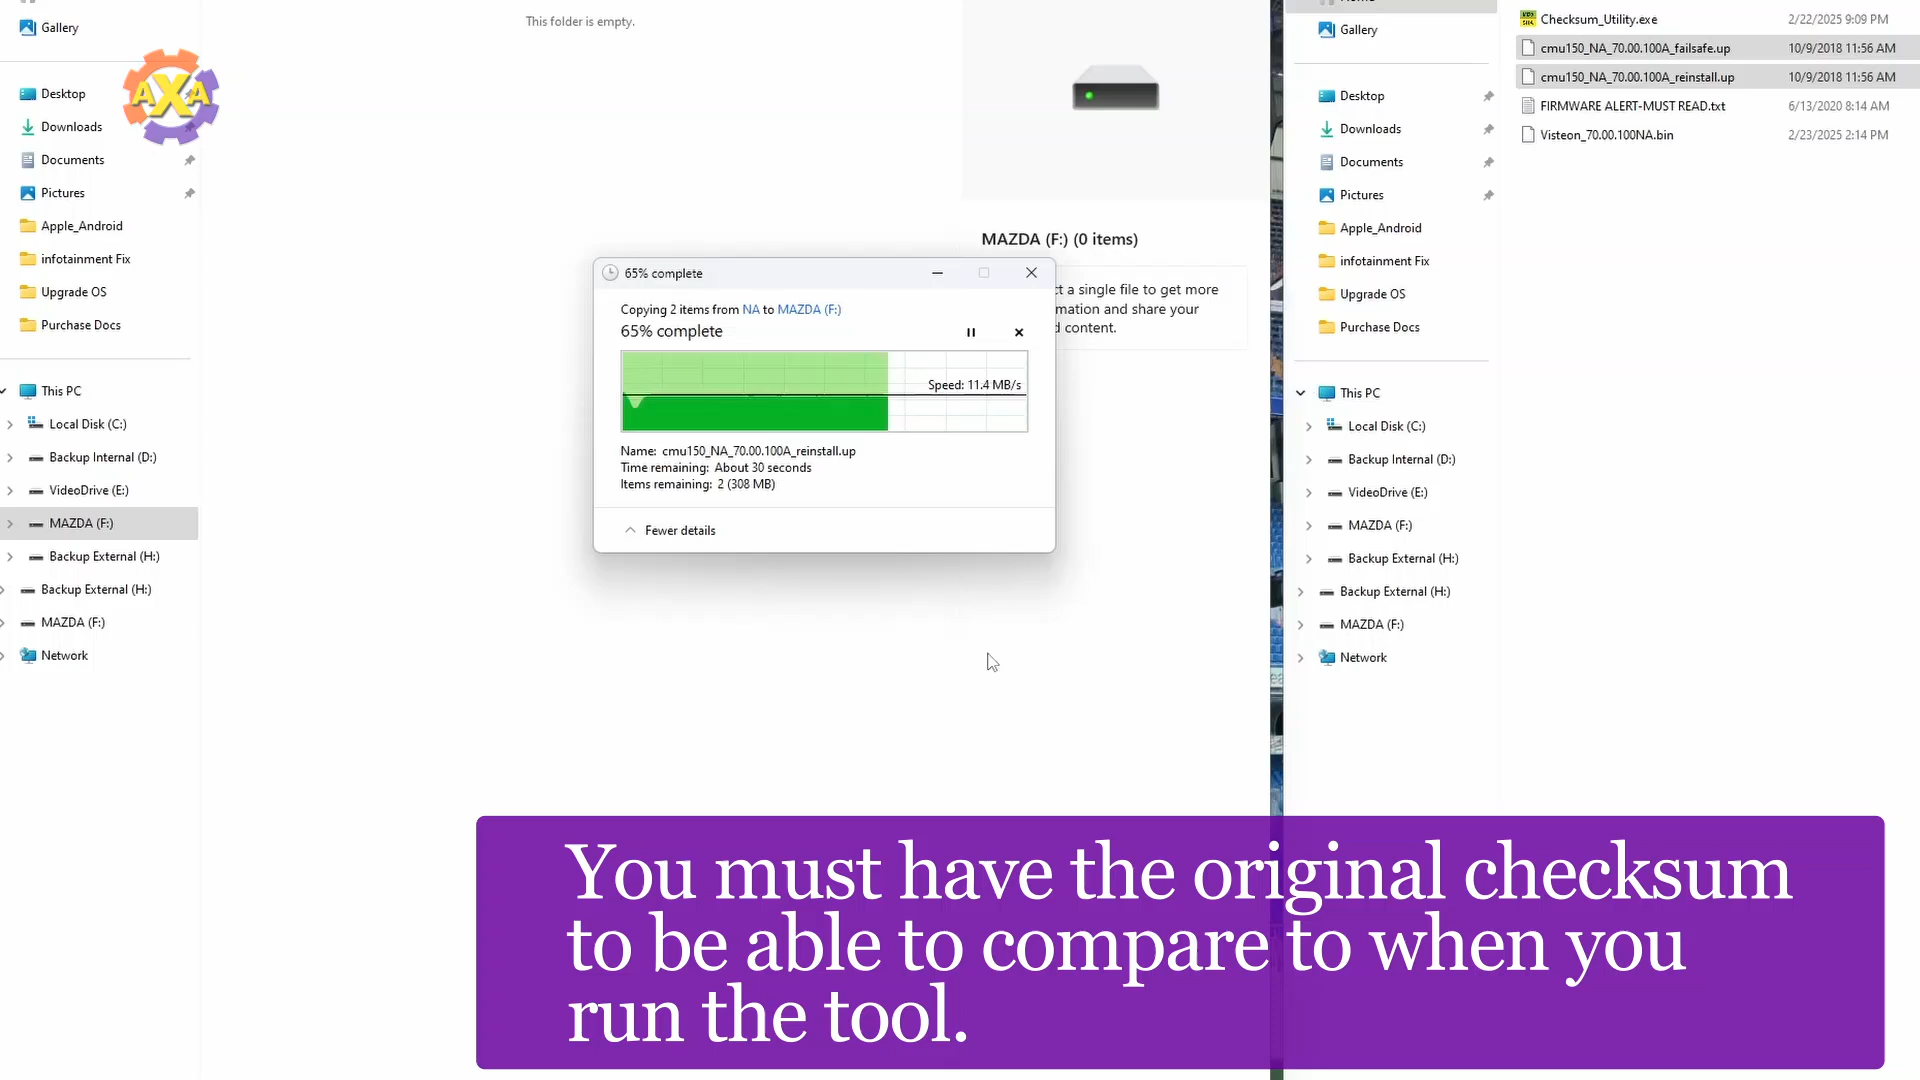 Gallery
Desktop
Downloads
Documents
Pictures
Apple_Android
infotainment Fix
Upgrade OS
Purchase Docs
This PC
Local Disk (C:)
Backup Internal (D:)
VideoDrive (E:)
MAZDA (F:)
Backup External (H:)
Backup External (H:)
MAZDA (F:)
Network
AXA
This folder is empty.
MAZDA (F:) (0 items)
ct a single file to get more
mation and share your
d content.
65% complete
Copying 2 items from NA to MAZDA (F:)
65% complete
Speed: 11.4 MB/s
Name: cmu150_NA_70.00.100A_reinstall.up
Time remaining: About 30 seconds
Items remaining: 2 (308 MB)
Fewer details
Gallery
Desktop
Downloads
Documents
Pictures
Apple_Android
infotainment Fix
Upgrade OS
Purchase Docs
This PC
Local Disk (C:)
Backup Internal (D:)
VideoDrive (E:)
MAZDA (F:)
Backup External (H:)
Backup External (H:)
MAZDA (F:)
Network
Checksum_Utility.exe 2/22/2025 9:09 PM
cmu150_NA_70.00.100A_failsafe.up 10/9/2018 11:56 AM
cmu150_NA_70.00.100A_reinstall.up 10/9/2018 11:56 AM
FIRMWARE ALERT-MUST READ.txt 6/13/2020 8:14 AM
Visteon_70.00.100NA.bin 2/23/2025 2:14 PM
You must have the original checksum
to be able to compare to when you
run the tool.